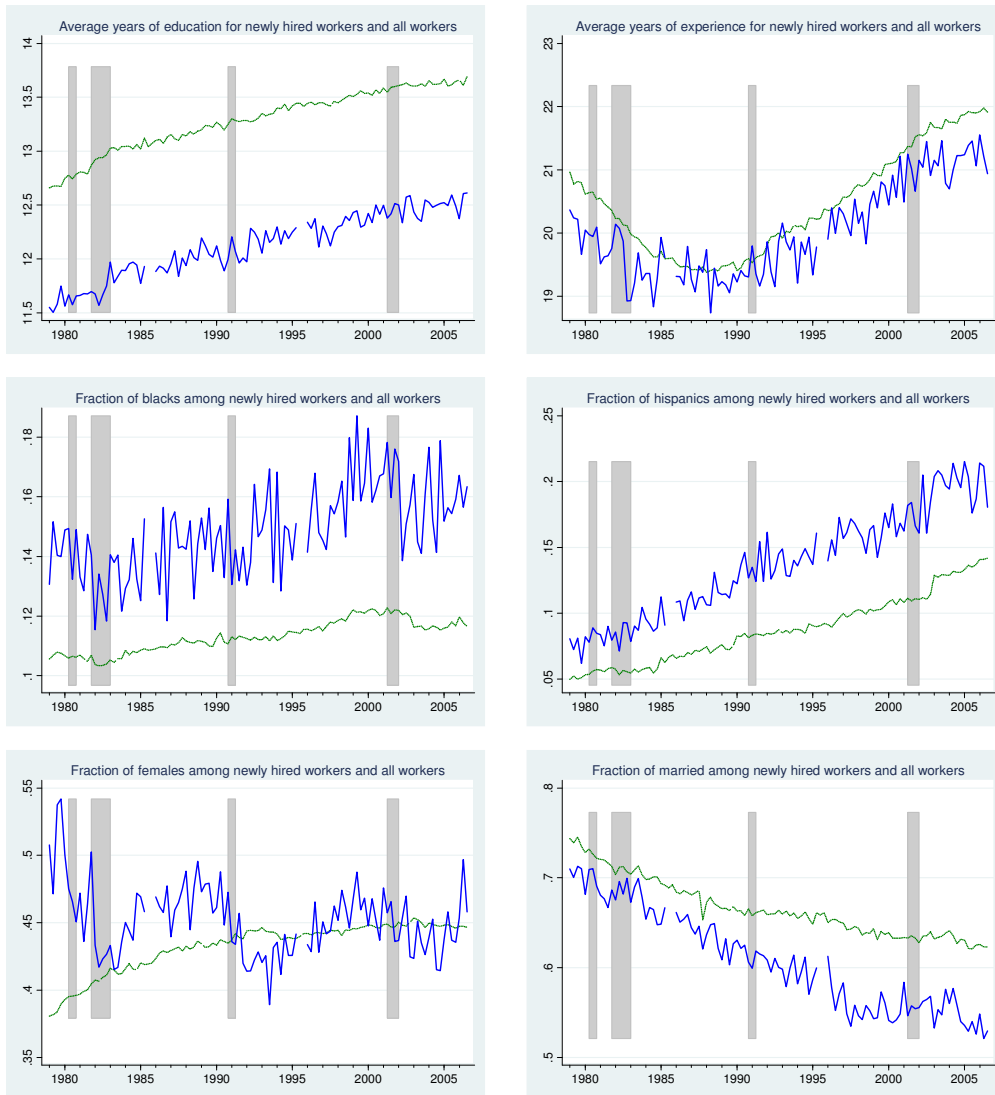 Average years of education for newly hired workers and all workers
14
13.5
13
12.5
12
11.5
1980 1985 1990 1995 2000 2005
Average years of experience for newly hired workers and all workers
23
22
21
20
19
1980 1985 1990 1995 2000 2005
Fraction of blacks among newly hired workers and all workers
.18
.16
.14
.12
.1
1980 1985 1990 1995 2000 2005
Fraction of hispanics among newly hired workers and all workers
.25
.2
.15
.1
.05
1980 1985 1990 1995 2000 2005
Fraction of females among newly hired workers and all workers
.55
.5
.45
.4
.35
1980 1985 1990 1995 2000 2005
Fraction of married among newly hired workers and all workers
.8
.7
.6
.5
1980 1985 1990 1995 2000 2005